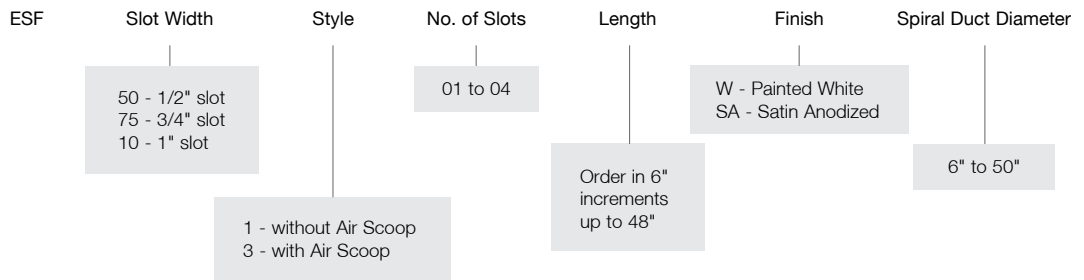 ESF Slot Width Style No. of Slots Length Finish Spiral Duct Diameter
50 - 1/2" slot
75 - 3/4" slot
10 - 1" slot
1 - without Air Scoop
3 - with Air Scoop
01 to 04
Order in 6"
increments
up to 48"
W - Painted White
SA - Satin Anodized
6" to 50"